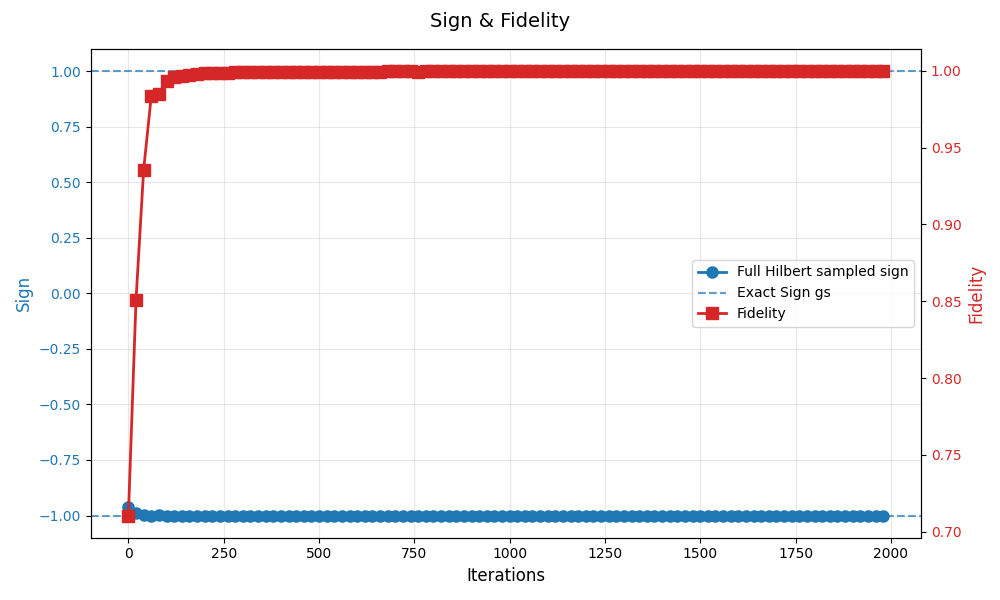 Sign & Fidelity
1.00
0.75
0.50
0.25
0.00
−0.25
−0.50
−0.75
−1.00
Sign
1.00
0.95
0.90
0.85
0.80
0.75
0.70
Fidelity
Full Hilbert sampled sign
Exact Sign gs
Fidelity
0 250 500 750 1000 1250 1500 1750 2000
Iterations